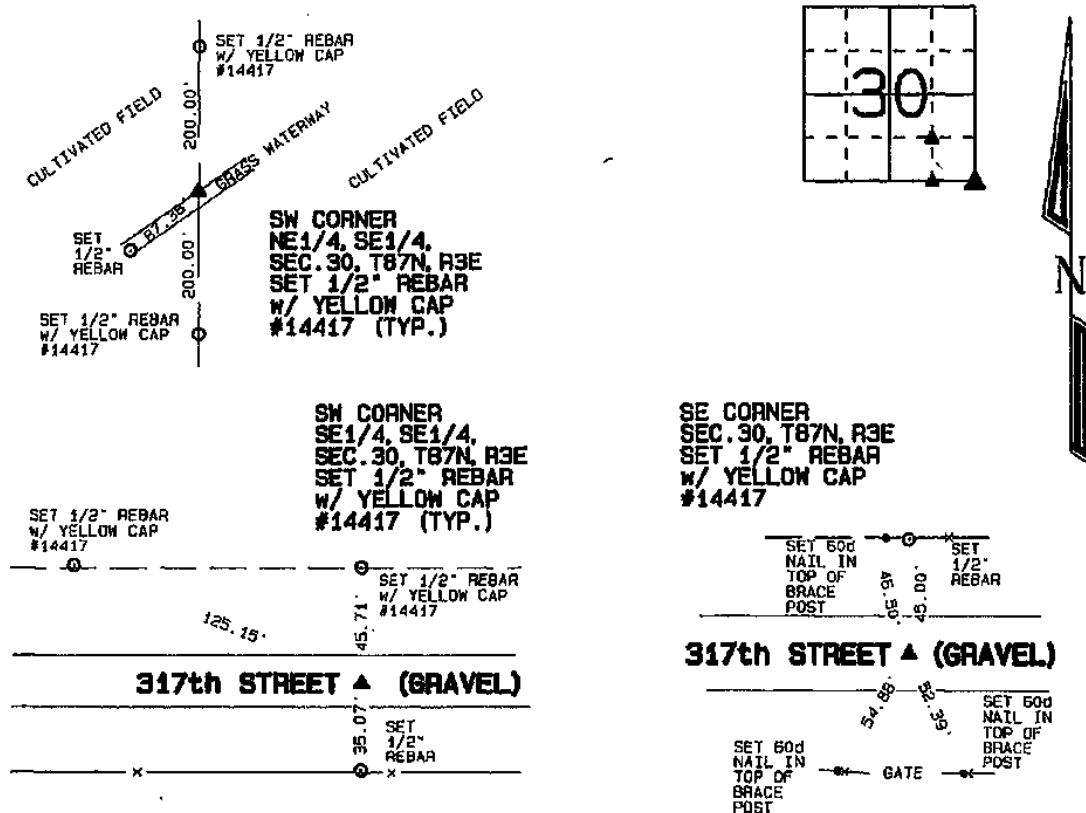 SET 1/2" REBAR
w/ YELLOW CAP
#14417
200.00'
CULTIVATED FIELD
GRASS WATERWAY
CULTIVATED FIELD
87.38'
SET
1/2"
REBAR
200.00'
SET 1/2" REBAR
w/ YELLOW CAP
#14417
SW CORNER
NE1/4, SE1/4,
SEC.30, T87N, R3E
SET 1/2" REBAR
w/ YELLOW CAP
#14417 (TYP.)
30
N
SW CORNER
SE1/4, SE1/4,
SEC.30, T87N, R3E
SET 1/2" REBAR
w/ YELLOW CAP
#14417 (TYP.)
SET 1/2" REBAR
w/ YELLOW CAP
#14417
SET 1/2" REBAR
w/ YELLOW CAP
#14417
125.15'
45.71'
317th STREET (GRAVEL)
35.07'
SET
1/2"
REBAR
SE CORNER
SEC.30, T87N, R3E
SET 1/2" REBAR
w/ YELLOW CAP
#14417
SET 60d
NAIL IN
TOP OF
BRACE
POST
45.50'
45.00'
SET
1/2"
REBAR
317th STREET (GRAVEL)
54.88'
52.39'
SET 60d
NAIL IN
TOP OF
BRACE
POST
SET 60d
NAIL IN
TOP OF
BRACE
POST
GATE